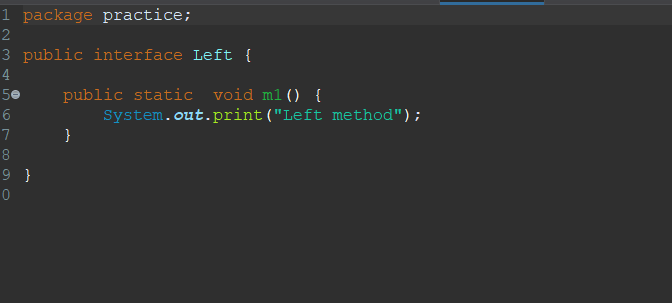 1 package practice;
2
3 public interface Left {
4
5 public static  void m1() {
6 System.out.print("Left method");
7 }
8
9 }
0